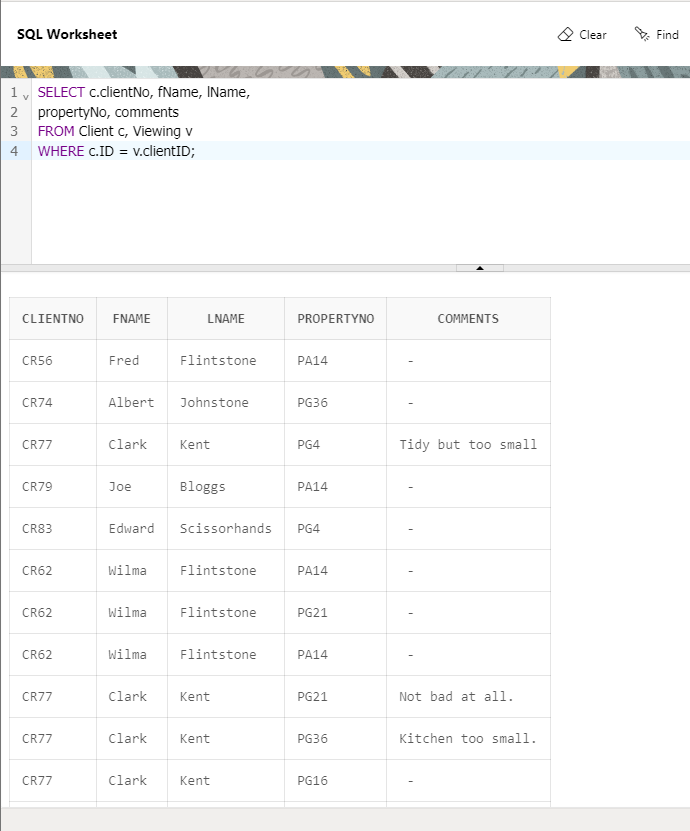 SQL Worksheet Clear Find
1 SELECT c.clientNo, fName, lName,
2 propertyNo, comments
3 FROM Client c, Viewing v
4 WHERE c.ID = v.clientID;
CLIENTNO FNAME LNAME PROPERTYNO COMMENTS
CR56 Fred Flintstone PA14 -
CR74 Albert Johnstone PG36 -
CR77 Clark Kent PG4 Tidy but too small
CR79 Joe Bloggs PA14 -
CR83 Edward Scissorhands PG4 -
CR62 Wilma Flintstone PA14 -
CR62 Wilma Flintstone PG21 -
CR62 Wilma Flintstone PA14 -
CR77 Clark Kent PG21 Not bad at all.
CR77 Clark Kent PG36 Kitchen too small.
CR77 Clark Kent PG16 -